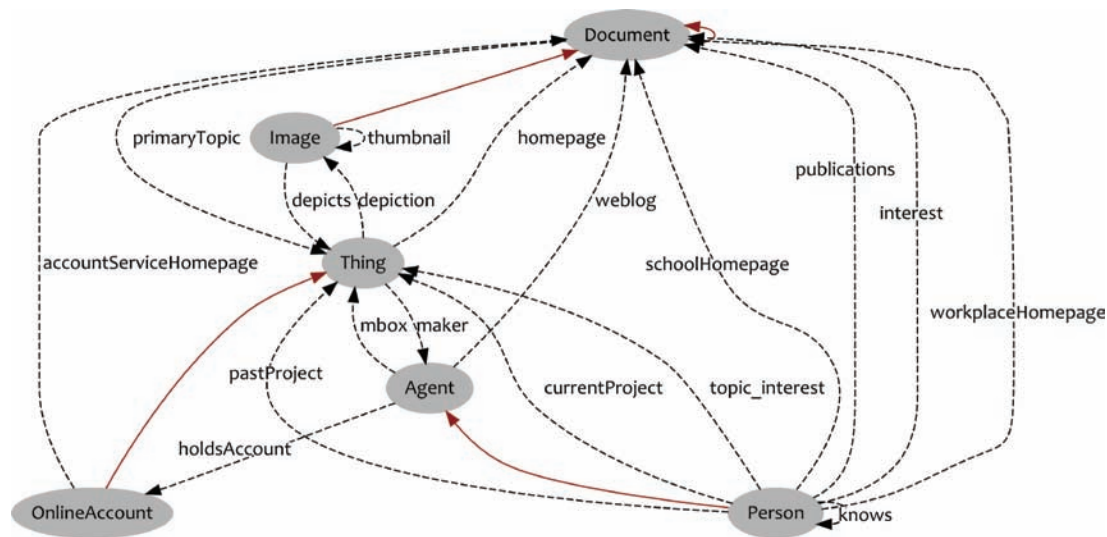 Document
primaryTopic
Image
thumbnail
homepage
publications
depicts
depiction
weblog
interest
accountServiceHomepage
Thing
schoolHomepage
workplaceHomepage
mbox
maker
pastProject
Agent
currentProject
topic_interest
holdsAccount
OnlineAccount
Person
knows